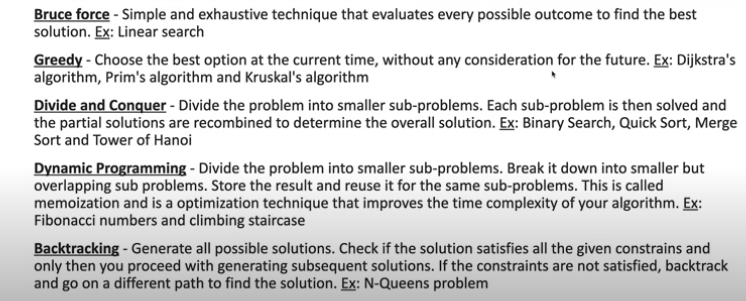 Bruce force - Simple and exhaustive technique that evaluates every possible outcome to find the best
solution. Ex: Linear search
Greedy - Choose the best option at the current time, without any consideration for the future. Ex: Dijkstra's
algorithm, Prim's algorithm and Kruskal's algorithm
Divide and Conquer - Divide the problem into smaller sub-problems. Each sub-problem is then solved and
the partial solutions are recombined to determine the overall solution. Ex: Binary Search, Quick Sort, Merge
Sort and Tower of Hanoi
Dynamic Programming - Divide the problem into smaller sub-problems. Break it down into smaller but
overlapping sub problems. Store the result and reuse it for the same sub-problems. This is called
memoization and is a optimization technique that improves the time complexity of your algorithm. Ex:
Fibonacci numbers and climbing staircase
Backtracking - Generate all possible solutions. Check if the solution satisfies all the given constrains and
only then you proceed with generating subsequent solutions. If the constraints are not satisfied, backtrack
and go on a different path to find the solution. Ex: N-Queens problem